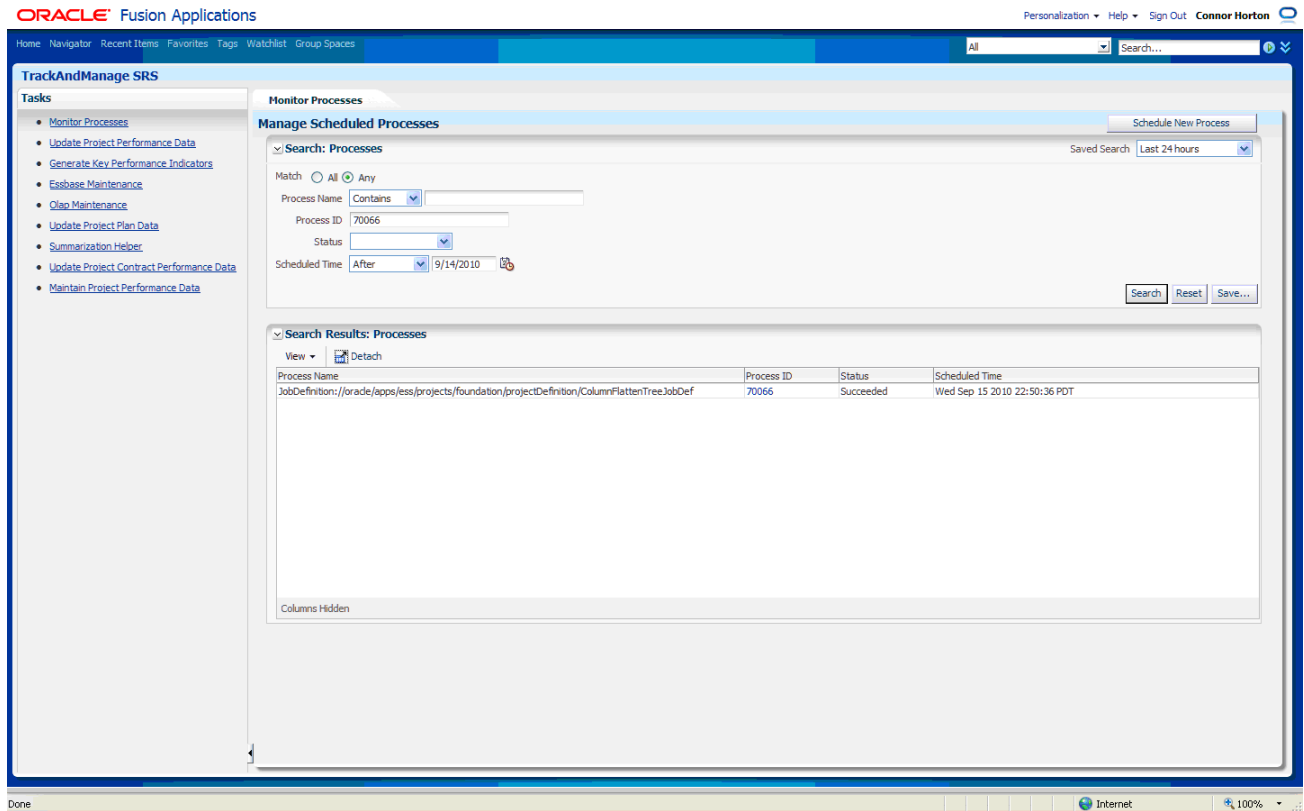 ORACLE Fusion Applications
Personalization Help Sign Out Connor Horton
Home Navigator Recent Items Favorites Tags Watchlist Group Spaces
All Search...
TrackAndManage SRS
Tasks
Monitor Processes
Update Project Performance Data
Generate Key Performance Indicators
Essbase Maintenance
Olap Maintenance
Update Project Plan Data
Summarization Helper
Update Project Contract Performance Data
Maintain Project Performance Data
Monitor Processes
Manage Scheduled Processes
Schedule New Process
Search: Processes
Saved Search Last 24 hours
Match All Any
Process Name Contains
Process ID 70066
Status
Scheduled Time After 9/14/2010
Search Reset Save...
Search Results: Processes
View Detach
Process Name Process ID Status Scheduled Time
JobDefinition://oracle/apps/ess/projects/foundation/projectDefinition/ColumnFlattenTreeJobDef 70066 Succeeded Wed Sep 15 2010 22:50:36 PDT
Columns Hidden
Done Internet 100%